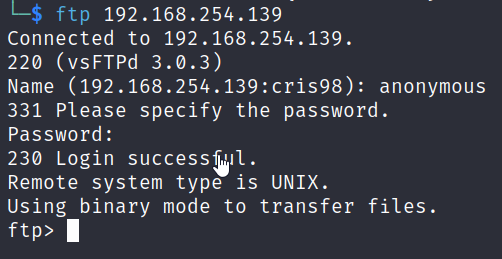 └─$ ftp 192.168.254.139
Connected to 192.168.254.139.
220 (vsFTPd 3.0.3)
Name (192.168.254.139:cris98): anonymous
331 Please specify the password.
Password:
230 Login successful.
Remote system type is UNIX.
Using binary mode to transfer files.
ftp>